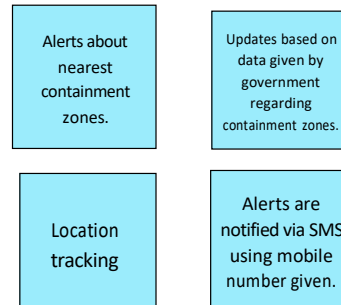 Alerts about
nearest
containment
zones.
Updates based on
data given by
government
regarding
containment zones.
Location
tracking
Alerts are
notified via SMS
using mobile
number given.